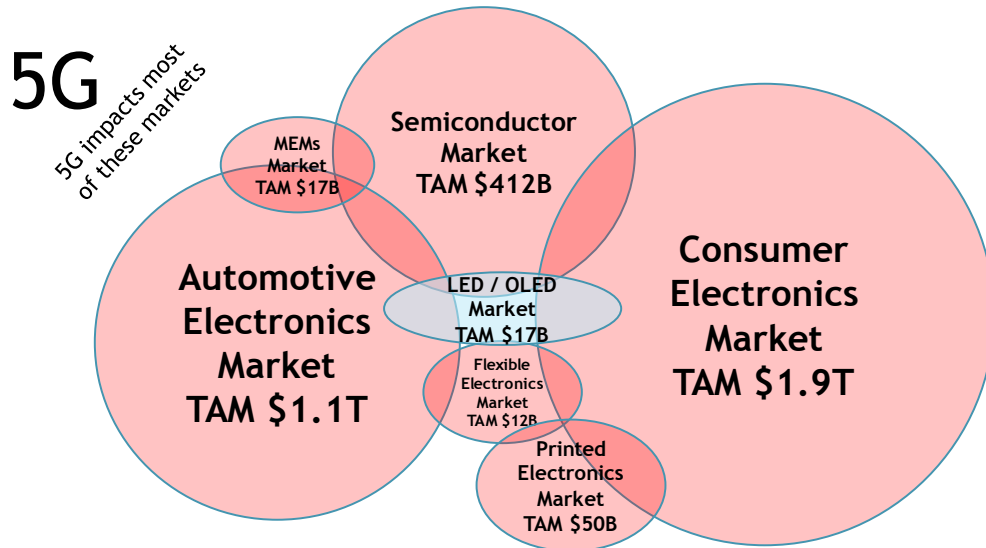 5G
5G impacts most
of these markets
Semiconductor
Market
TAM $412B
MEMs
Market
TAM $17B
Automotive
Electronics
Market
TAM $1.1T
Consumer
Electronics
Market
TAM $1.9T
LED / OLED
Market
TAM $17B
Flexible
Electronics
Market
TAM $12B
Printed
Electronics
Market
TAM $50B